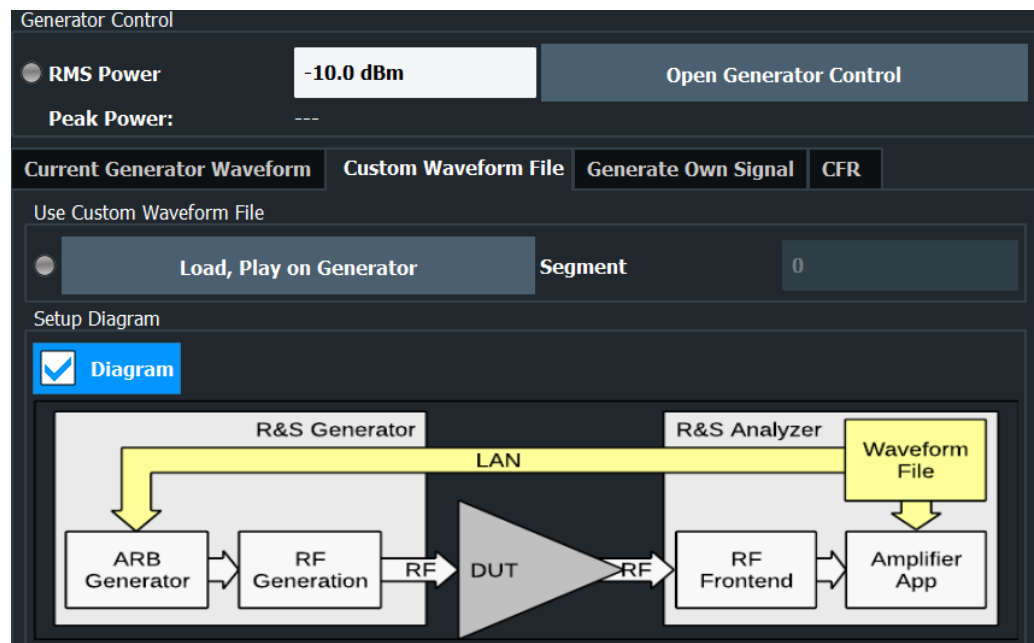 Generator Control
RMS Power -10.0 dBm Open Generator Control
Peak Power: ---
Current Generator Waveform Custom Waveform File Generate Own Signal CFR
Use Custom Waveform File
Load, Play on Generator Segment 0
Setup Diagram
Diagram
R&S Generator R&S Analyzer
LAN
Waveform
File
ARB
Generator
RF
Generation
RF
DUT
RF
RF
Frontend
Amplifier
App